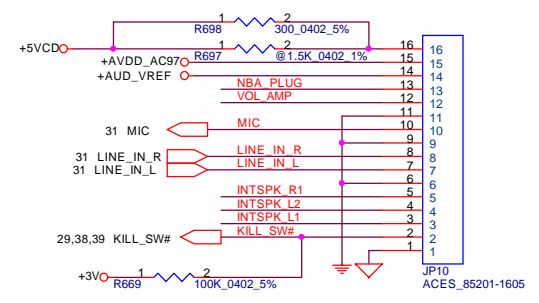 1 2
R698 300_0402_5%
+5VCD
1 2
R697 @1.5K_0402_1%
+AVDD_AC97
+AUD_VREF
NBA_PLUG
VOL_AMP
31 MIC MIC
31 LINE_IN_R LINE_IN_R
31 LINE_IN_L LINE_IN_L
INTSPK_R1
INTSPK_L2
INTSPK_L1
29,38,39 KILL_SW# KILL_SW#
+3V 1 2
R669 100K_0402_5%
16 16
15 15
14 14
13 13
12 12
11 11
10 10
9 9
8 8
7 7
6 6
5 5
4 4
3 3
2 2
1 1
JP10
ACES_85201-1605